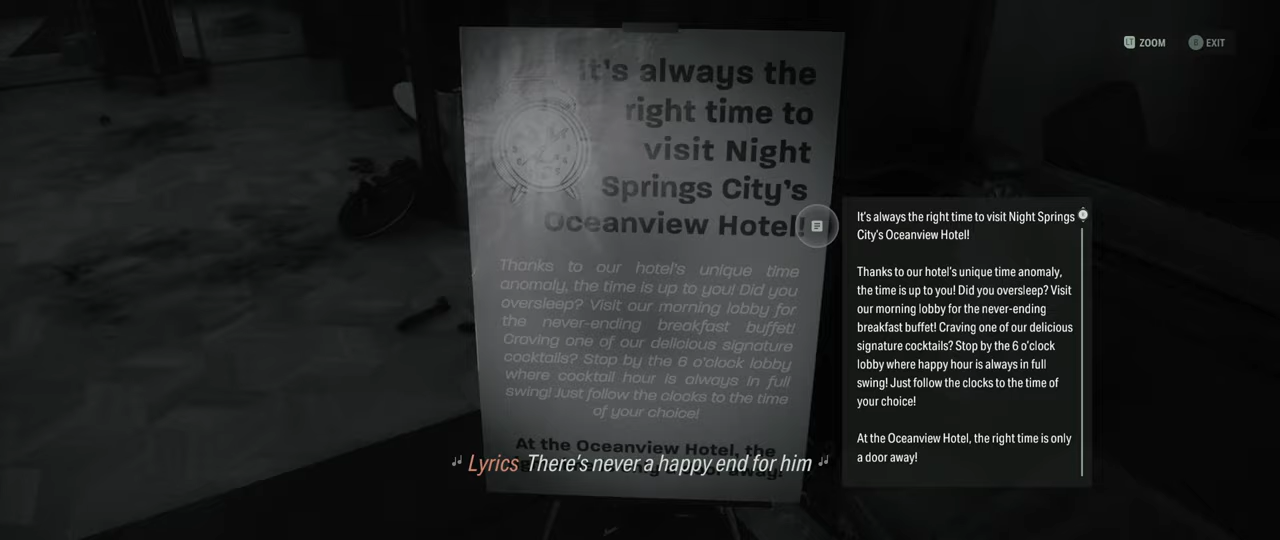 LT ZOOM
B EXIT
It's always the
right time to
visit Night
Springs City's
Oceanview Hotel!
Thanks to our hotel's unique time
anomaly, the time is up to you! Did you
oversleep? Visit our morning lobby for
the never-ending breakfast buffet!
Craving one of our delicious signature
cocktails? Stop by the 6 o'clock lobby
where cocktail hour is always in full
swing! Just follow the clocks to the time
of your choice!
At the Oceanview Hotel, the
door away!
Lyrics There's never a happy end for him
It's always the right time to visit Night Springs
City's Oceanview Hotel!
Thanks to our hotel's unique time anomaly,
the time is up to you! Did you oversleep? Visit
our morning lobby for the never-ending
breakfast buffet! Craving one of our delicious
signature cocktails? Stop by the 6 o'clock
lobby where happy hour is always in full
swing! Just follow the clocks to the time of
your choice!
At the Oceanview Hotel, the right time is only
a door away!